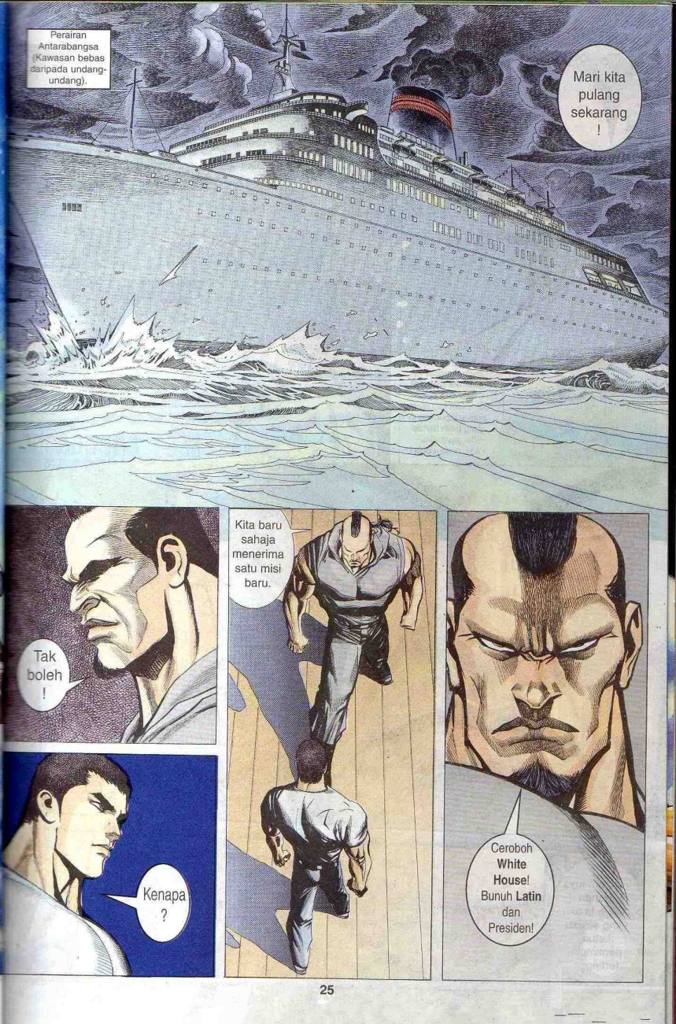 Perairan
Antarabangsa
(Kawasan bebas
daripada undang-
undang).
Mari kita
pulang
sekarang
!
Tak
boleh
!
Kenapa
?
Kita baru
sahaja
menerima
satu misi
baru.
Ceroboh
White
House!
Bunuh Latin
dan
Presiden!
25